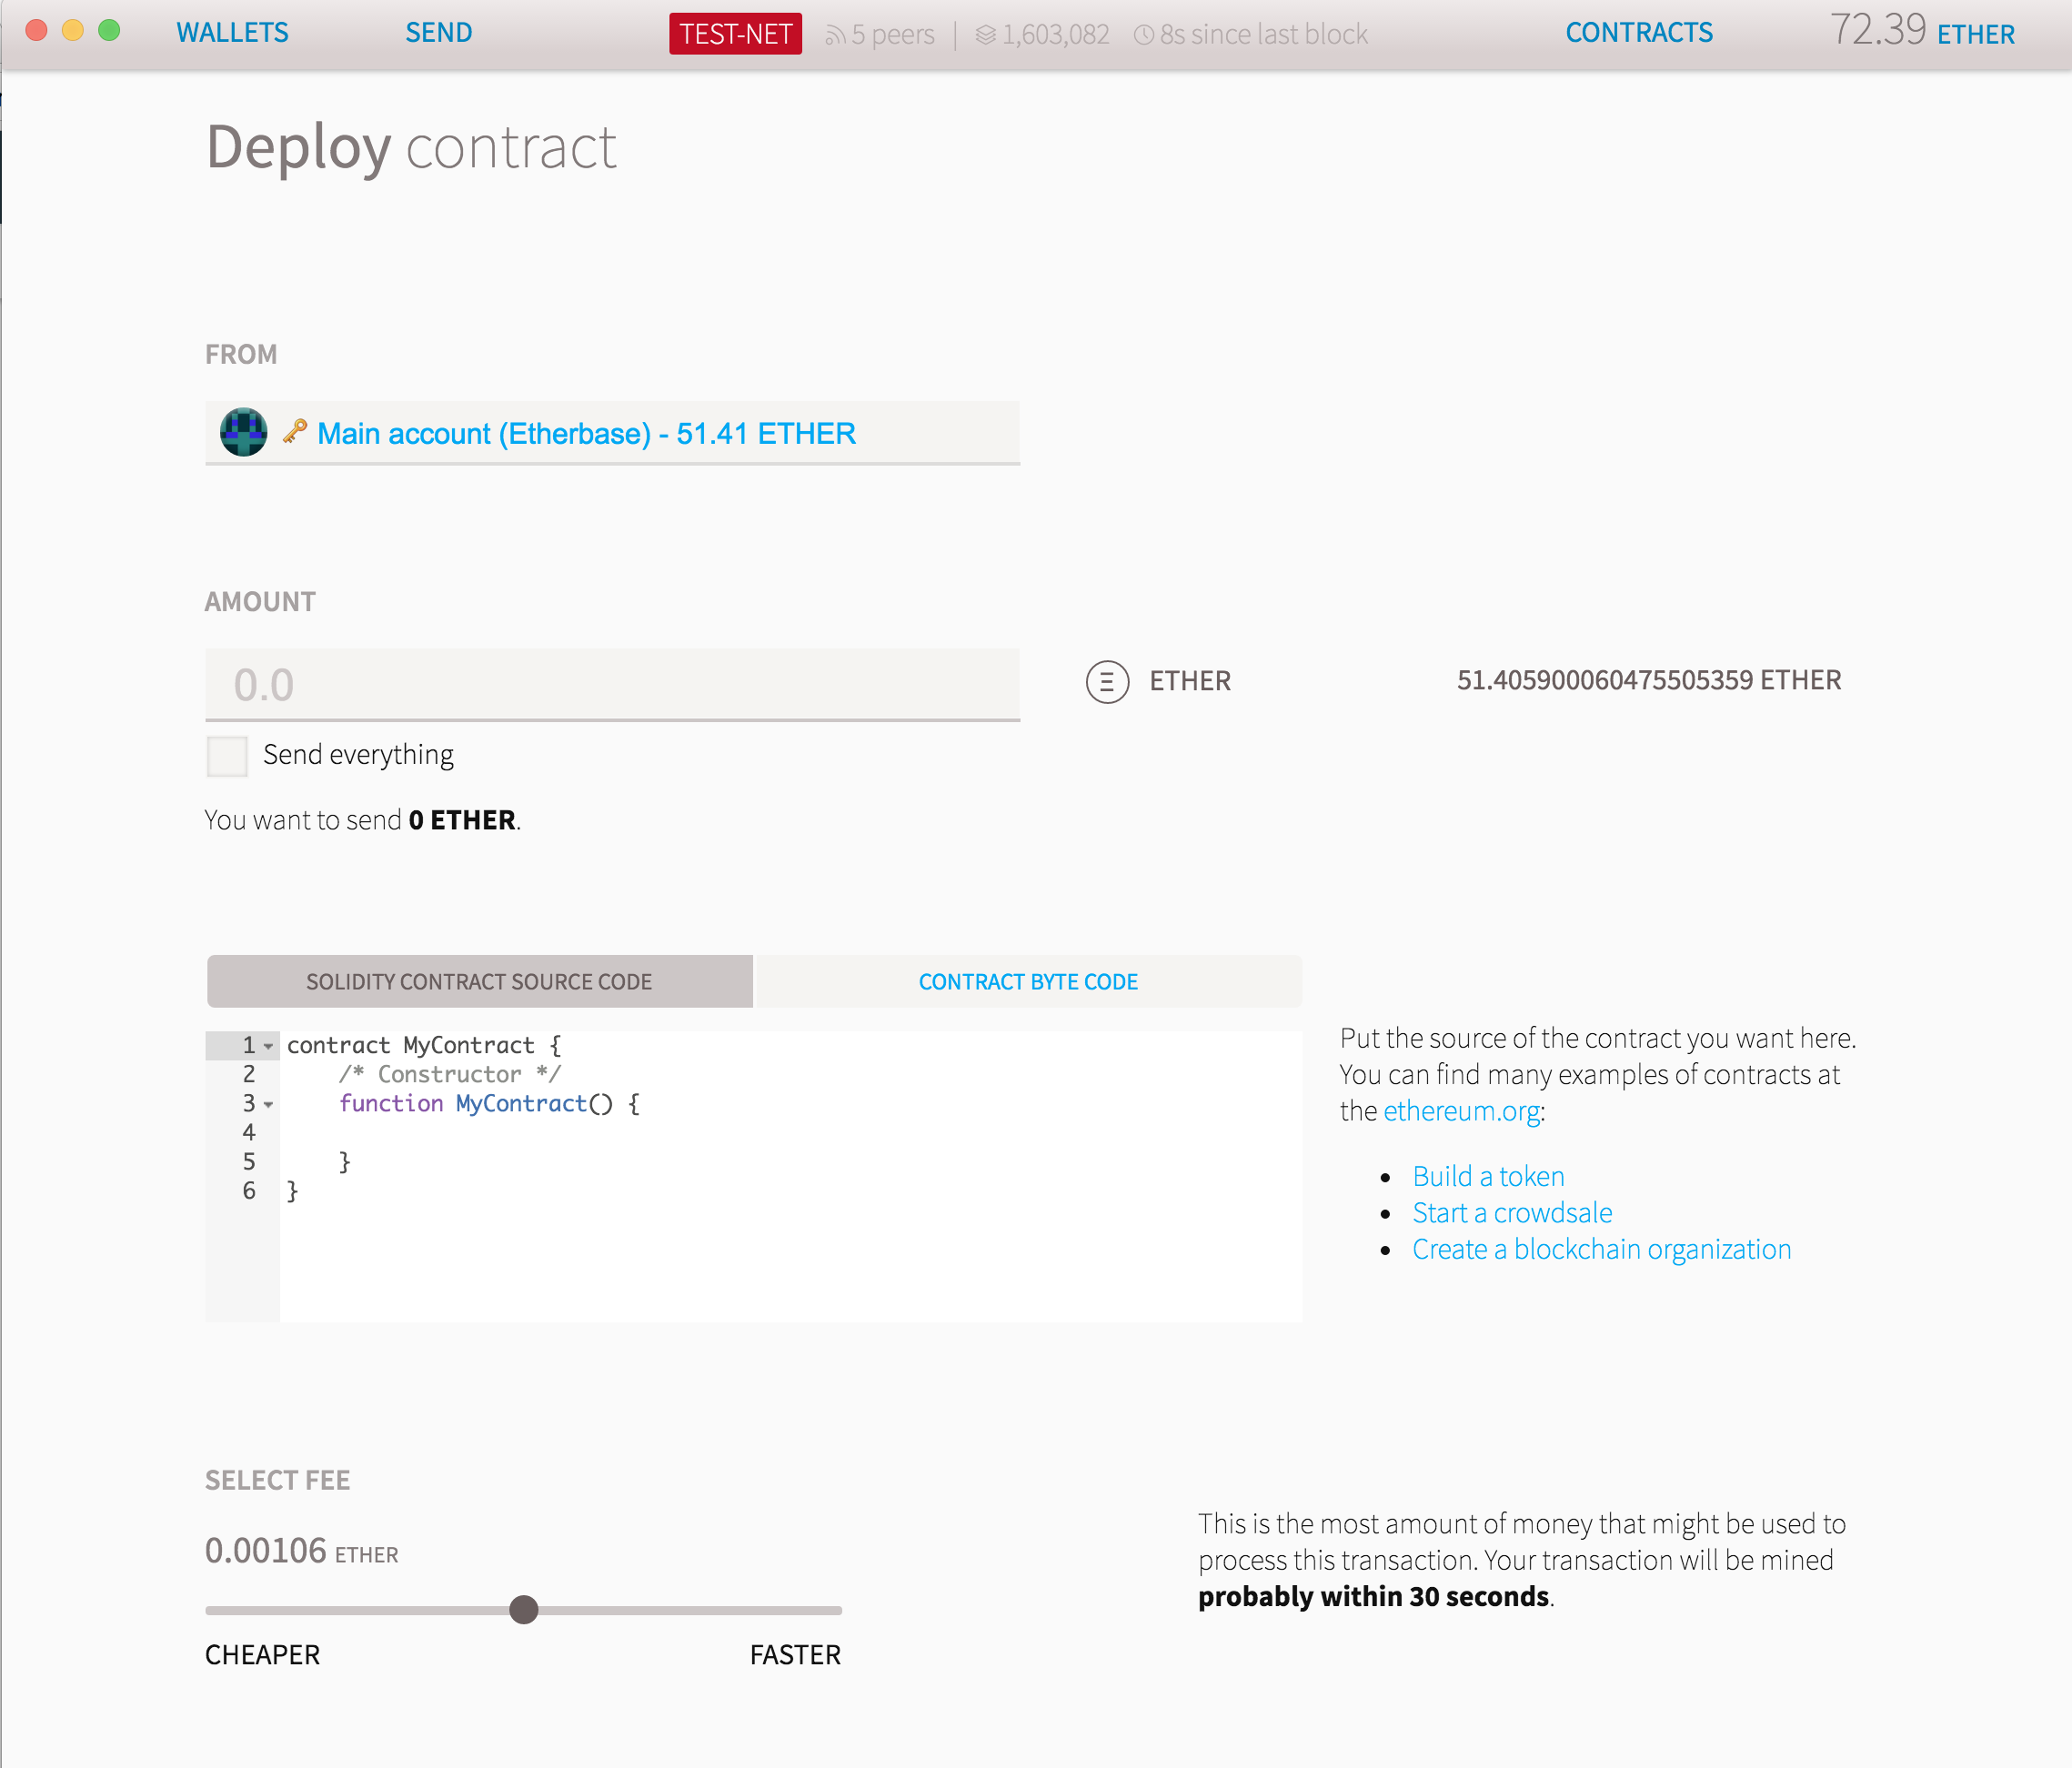 WALLETS SEND TEST-NET 5 peers | 1,603,082 8s since last block CONTRACTS 72.39 ETHER
Deploy contract
FROM
Main account (Etherbase) - 51.41 ETHER
AMOUNT
0.0 ETHER 51.405900060475505359 ETHER
Send everything
You want to send 0 ETHER.
SOLIDITY CONTRACT SOURCE CODE CONTRACT BYTE CODE
1 contract MyContract {
2     /* Constructor */
3     function MyContract() {
4
5     }
6 }
Put the source of the contract you want here.
You can find many examples of contracts at
the ethereum.org:
• Build a token
• Start a crowdsale
• Create a blockchain organization
SELECT FEE
0.00106 ETHER
CHEAPER FASTER
This is the most amount of money that might be used to
process this transaction. Your transaction will be mined
probably within 30 seconds.